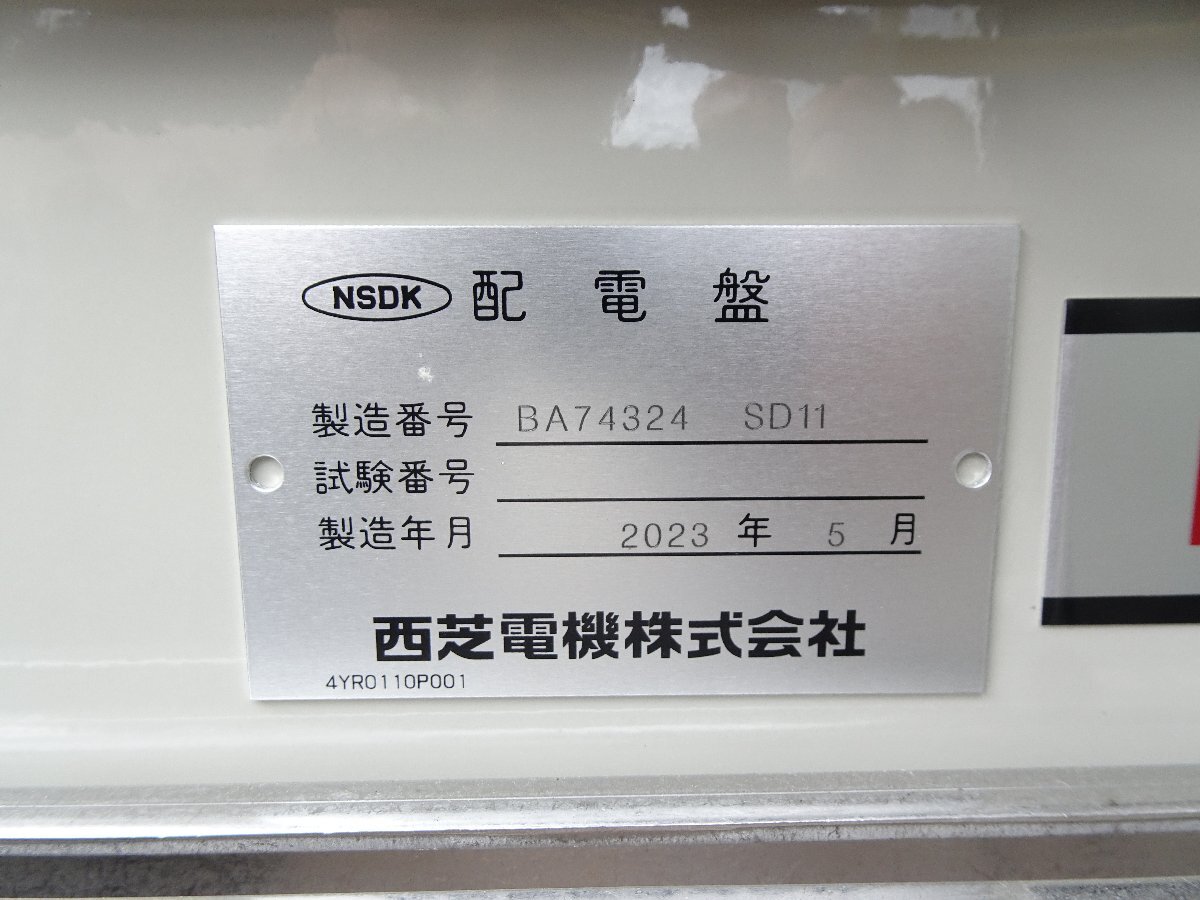 NSDK 配電盤
製造番号 BA74324 SD11
試験番号
製造年月 2023 年 5 月
西芝電機株式会社
4YR0110P001